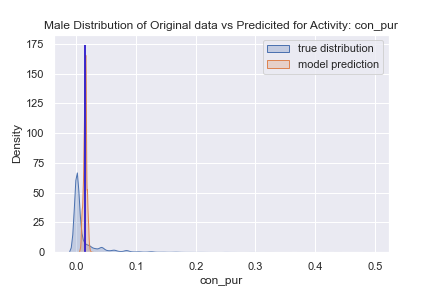 Male Distribution of Original data vs Predicited for Activity: con_pur
true distribution
model prediction
175
150
125
100
75
50
25
0
Density
0.0 0.1 0.2 0.3 0.4 0.5
con_pur